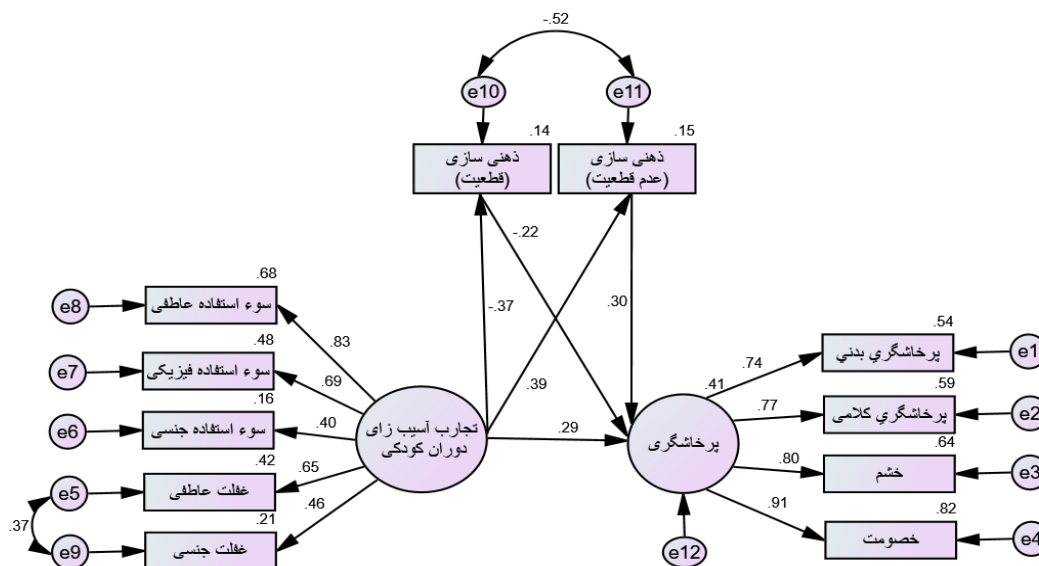 -.52
e10
e11
.14
.15
ذهنی سازی
(قطعیت)
ذهنی سازی
(عدم قطعیت)
-.22
-.37
.30
.39
.29
.68
e8
سوء استفاده عاطفی
.83
.48
e7
سوء استفاده فیزیکی
.69
.16
e6
سوء استفاده جنسی
.40
.42
e5
غفلت عاطفی
.65
.37
.21
e9
غفلت جنسی
.46
تجارب آسیب زای
دوران کودکی
.41
پرخاشگری
e12
.54
.74
پرخاشگري بدني
e1
.59
.77
پرخاشگري کلامی
e2
.64
.80
خشم
e3
.82
.91
خصومت
e4